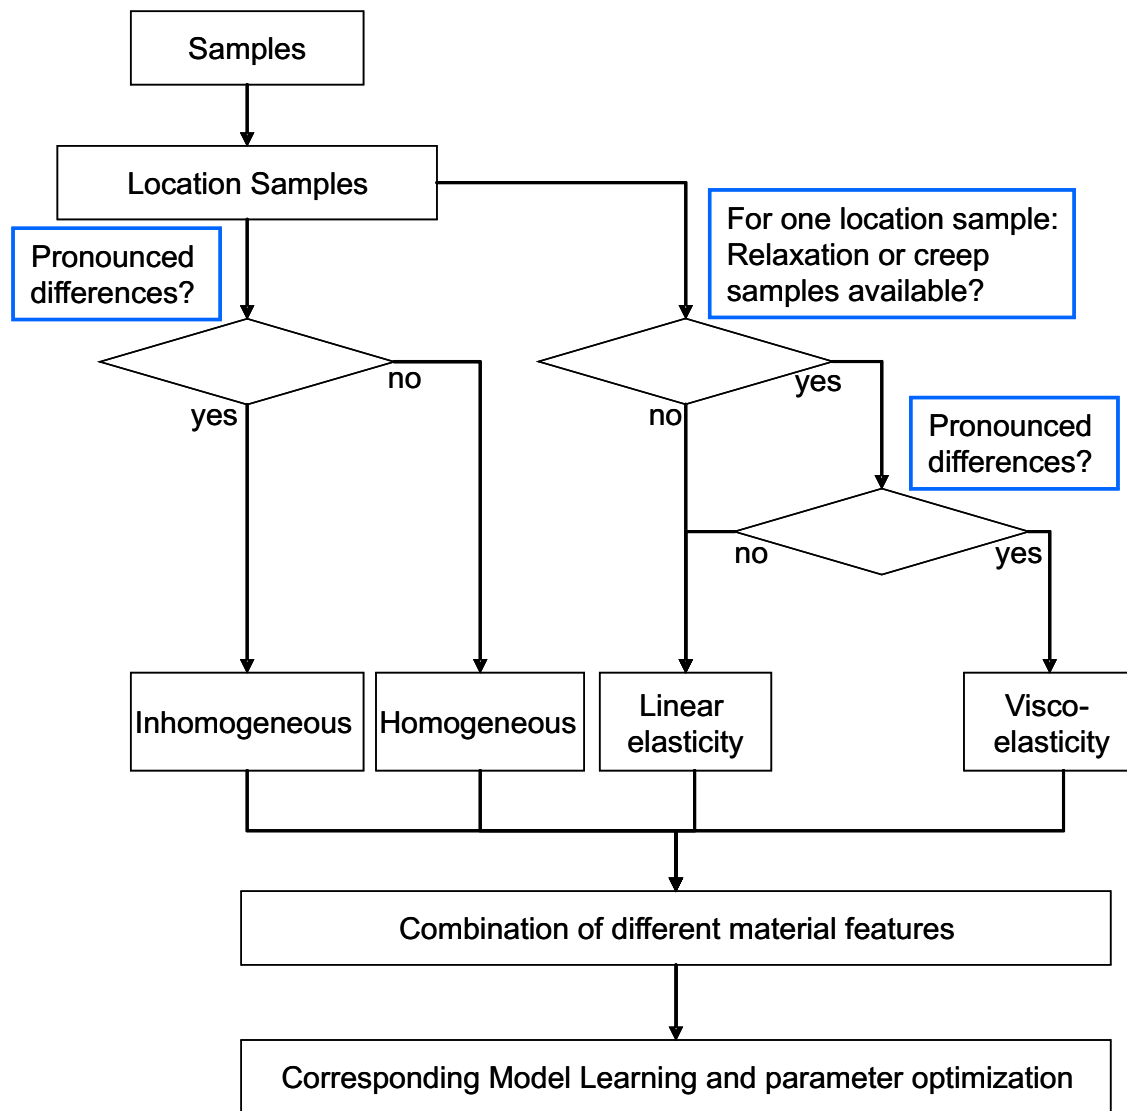 Samples
Location Samples
Pronounced
differences?
For one location sample:
Relaxation or creep
samples available?
no
yes
yes
no
Pronounced
differences?
no
yes
Inhomogeneous
Homogeneous
Linear
elasticity
Visco-
elasticity
Combination of different material features
Corresponding Model Learning and parameter optimization